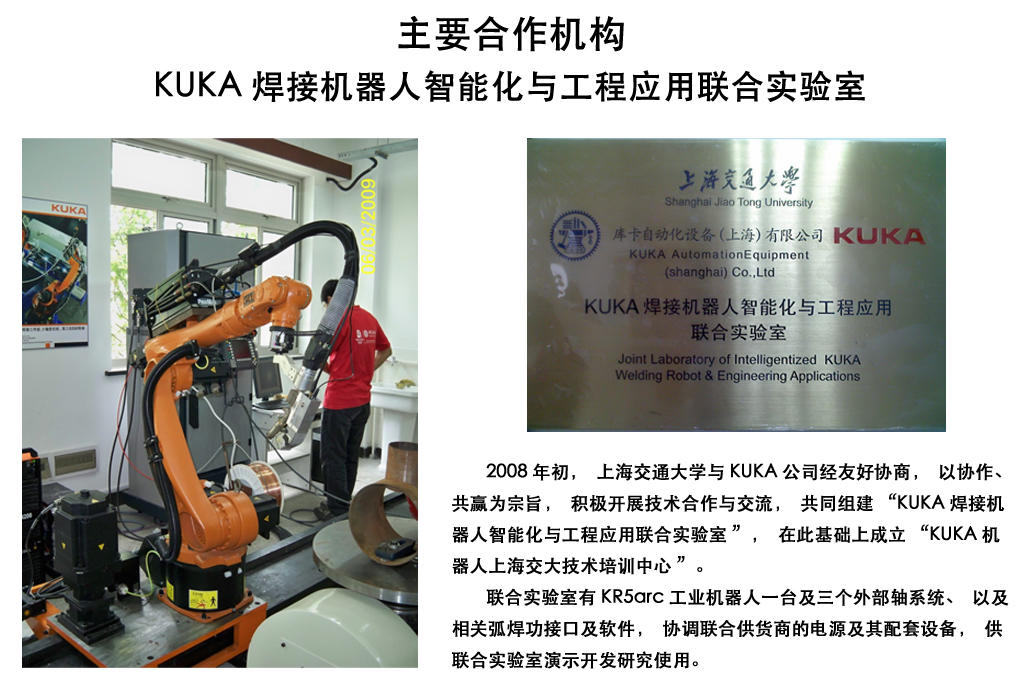 主要合作机构
KUKA 焊接机器人智能化与工程应用联合实验室
KUKA
06/03/2009
上海交通大學
Shanghai Jiao Tong University
库卡自动化设备(上海)有限公司 KUKA
KUKA AutomationEquipment
(shanghai) Co.,Ltd
KUKA 焊接机器人智能化与工程应用
联合实验室
Joint Laboratory of Intelligentized KUKA
Welding Robot & Engineering Applications
2008 年初， 上海交通大学与 KUKA 公司经友好协商， 以协作、
共赢为宗旨， 积极开展技术合作与交流， 共同组建 “KUKA 焊接机
器人智能化与工程应用联合实验室 ”， 在此基础上成立 “KUKA 机
器人上海交大技术培训中心 ” 。
联合实验室有 KR5arc 工业机器人一台及三个外部轴系统、 以及
相关弧焊功接口及软件， 协调联合供货商的电源及其配套设备， 供
联合实验室演示开发研究使用。